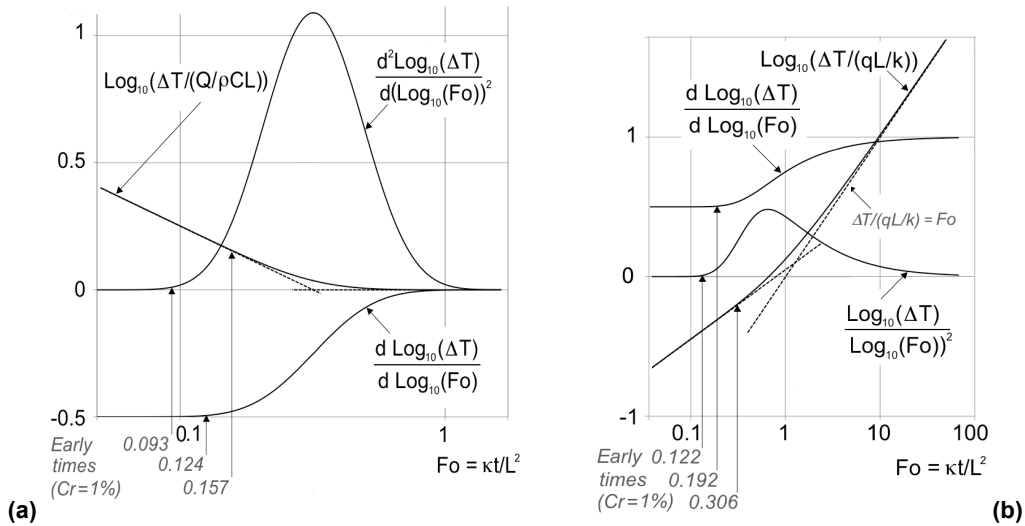 1
Log₁₀(ΔT/(Q/ρCL))
d²Log₁₀(ΔT)
d(Log₁₀(Fo))²
0.5
0
d Log₁₀(ΔT)
d Log₁₀(Fo)
-0.5
0.1
1
Early 0.093
times 0.124
(Cr=1%) 0.157
Fo = κt/L²
(a)
Log₁₀(ΔT/(qL/k))
d Log₁₀(ΔT)
d Log₁₀(Fo)
1
ΔT/(qL/k) = Fo
0
Log₁₀(ΔT)
Log₁₀(Fo))²
-1
0.1
1
10
100
Early 0.122
times 0.192
(Cr=1%) 0.306
Fo = κt/L²
(b)